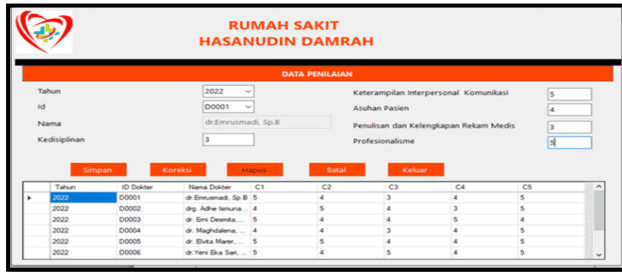 RUMAH SAKIT
HASANUDIN DAMRAH
DATA PENILAIAN
Tahun 2022 Keterampilan Interpersonal Komunikasi 5
Id D0001 Asuhan Pasien 4
Nama dr.Emrusmadi, Sp.B Penulisan dan Kelengkapan Rekam Medis 3
Kedisiplinan 3 Profesionalisme 5
Simpan Koreksi Hapus Batal Keluar
Tahun ID Dokter Nama Dokter C1 C2 C3 C4 C5
2022 D0001 dr.Emrusmadi, Sp.B 5 4 3 4 5
2022 D0002 drg. Adhe Ismuna... 4 5 4 3 5
2022 D0003 dr. Erni Desmita,... 5 4 4 5 4
2022 D0004 dr. Maghdalena, ... 4 4 3 4 5
2022 D0005 dr. Elvita Marer, ... 5 5 4 4 5
2022 D0006 dr.Yeni Eka Sari, ... 5 4 5 4 5